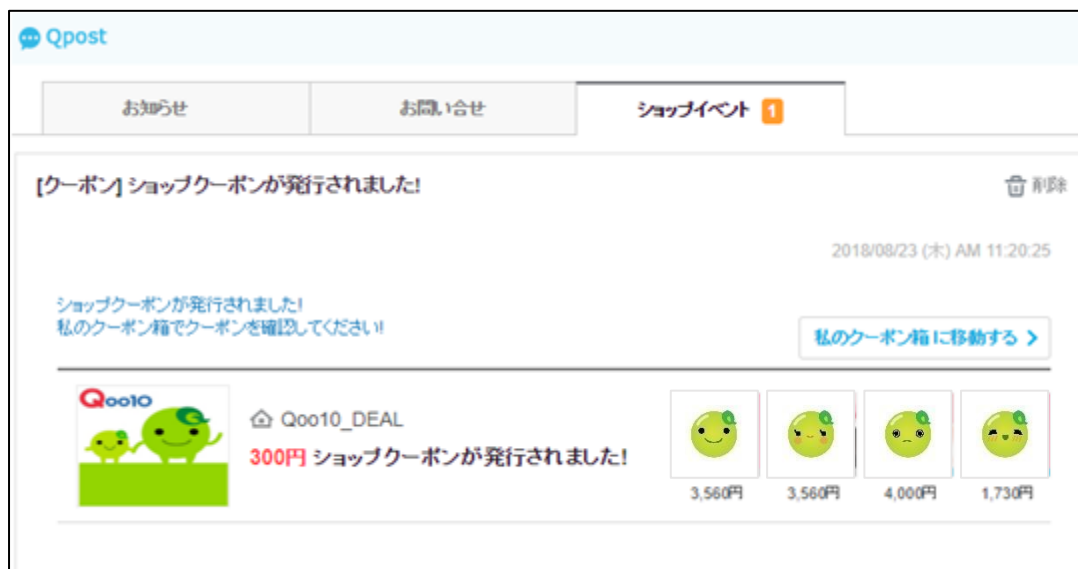 Qpost
お知らせ
お問い合せ
ショップイベント 1
[クーポン] ショップクーポンが発行されました!
削除
2018/08/23 (木) AM 11:20:25
ショップクーポンが発行されました!
私のクーポン箱でクーポンを確認してください!
私のクーポン箱に移動する
Qoo10
Qoo10_DEAL
300円 ショップクーポンが発行されました!
3,560円
3,560円
4,000円
1,730円